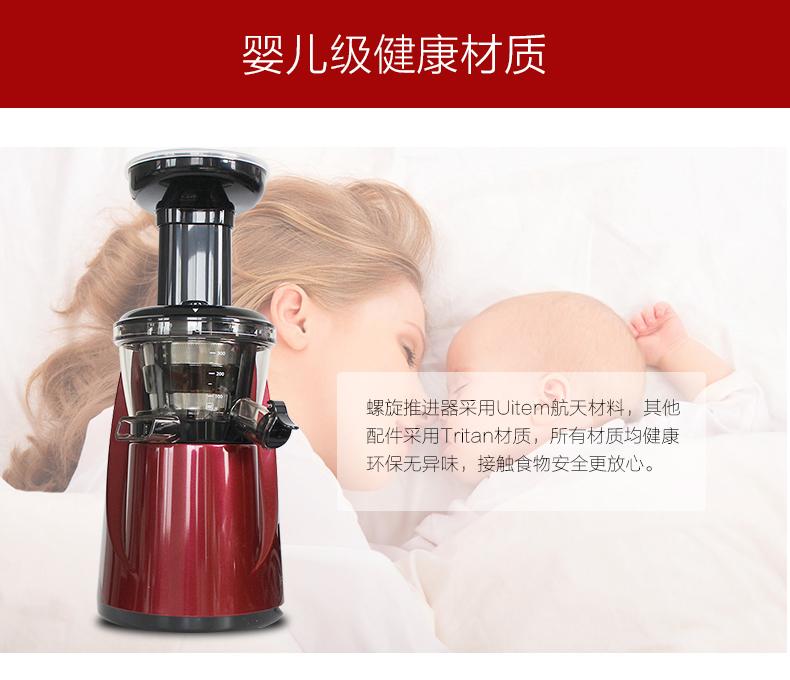 婴儿级健康材质
300
200
100
螺旋推进器采用Uitem航天材料，其他
配件采用Tritan材质，所有材质均健康
环保无异味，接触食物安全更放心。